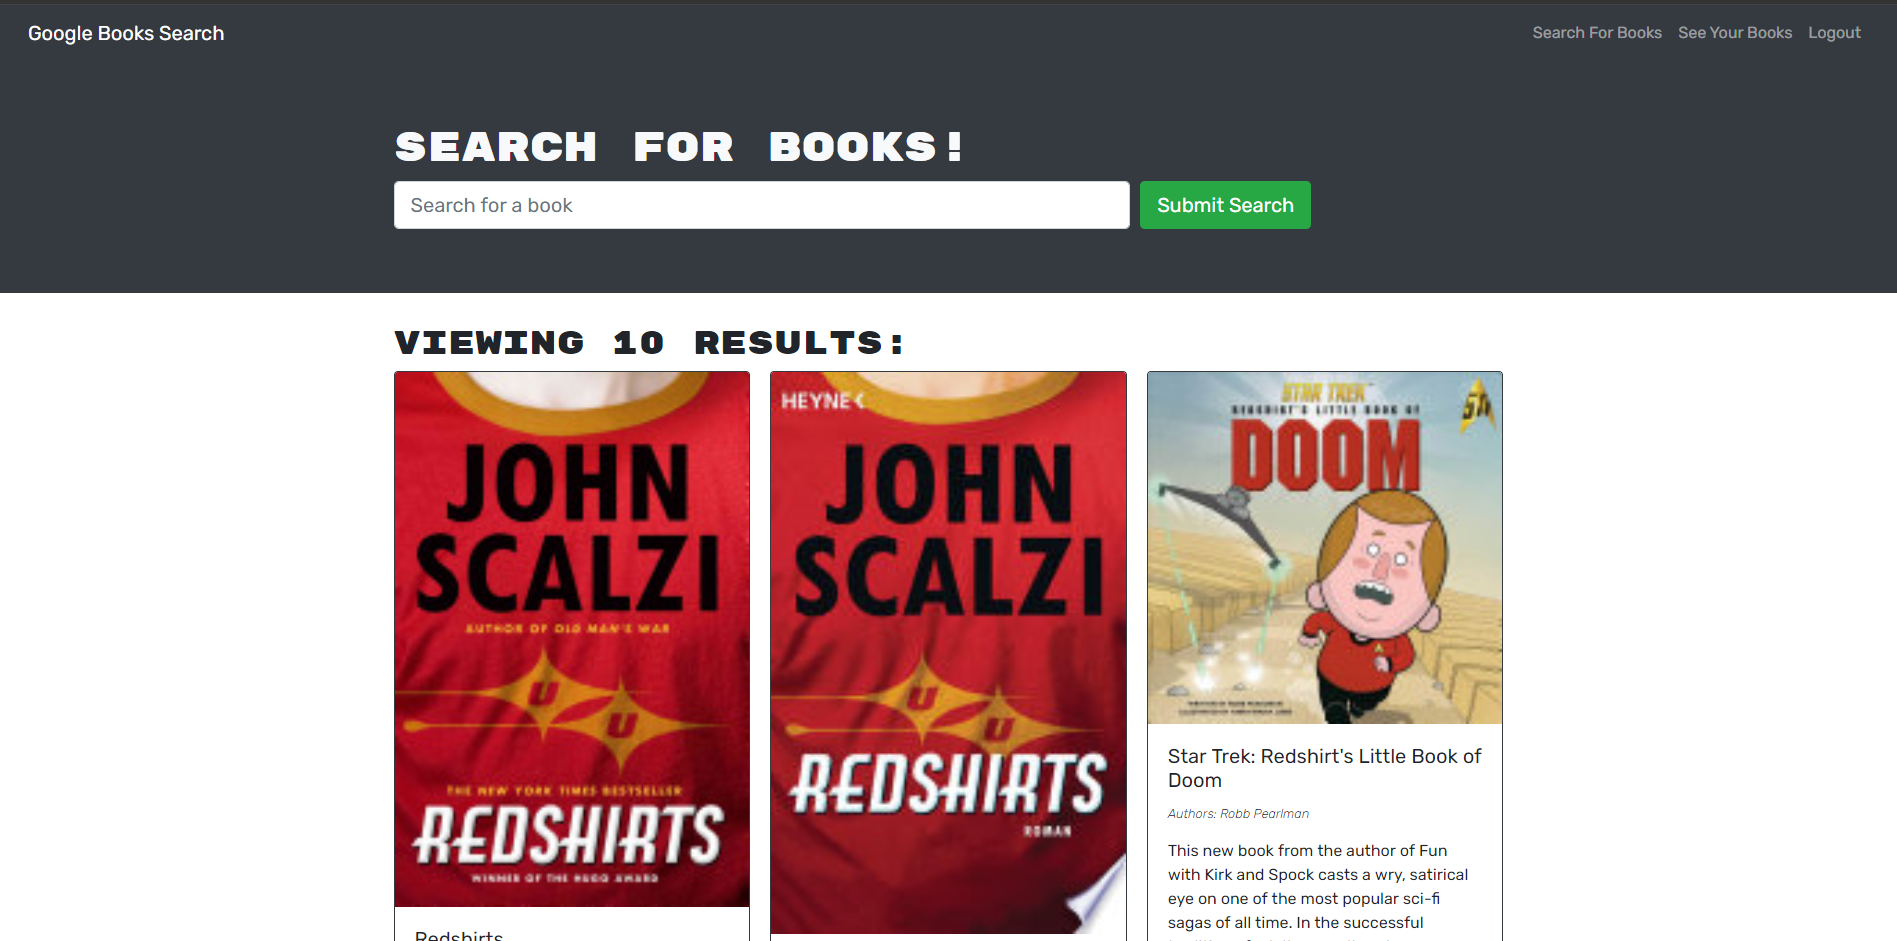 Google Books Search
Search For Books
See Your Books
Logout
SEARCH FOR BOOKS!
Search for a book
Submit Search
VIEWING 10 RESULTS:
JOHN
SCALZI
AUTHOR OF OLD MAN'S WAR
U
U
THE NEW YORK TIMES BESTSELLER
REDSHIRTS
WINNER OF THE HUGO AWARD
Redshirts
HEYNE <
JOHN
SCALZI
U
U
REDSHIRTS
ROMAN
STAR TREK
REDSHIRT'S LITTLE BOOK OF
DOOM
50
Star Trek: Redshirt's Little Book of
Doom
Authors: Robb Pearlman
This new book from the author of Fun
with Kirk and Spock casts a wry, satirical
eye on one of the most popular sci-fi
sagas of all time. In the successful